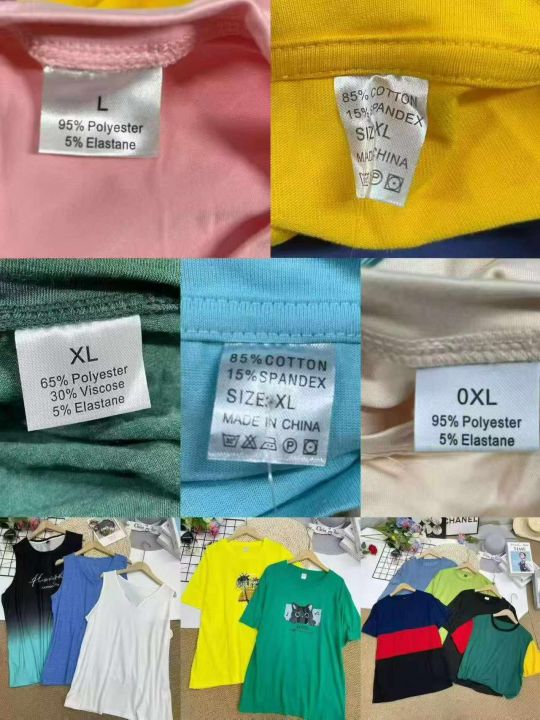 L
95% Polyester
5% Elastane
85% COTTON
15% SPANDEX
SIZ XL
MAD CHINA
XL
65% Polyester
30% Viscose
5% Elastane
85% COTTON
15% SPANDEX
SIZE: XL
MADE IN CHINA
0XL
95% Polyester
5% Elastane
CHANEL